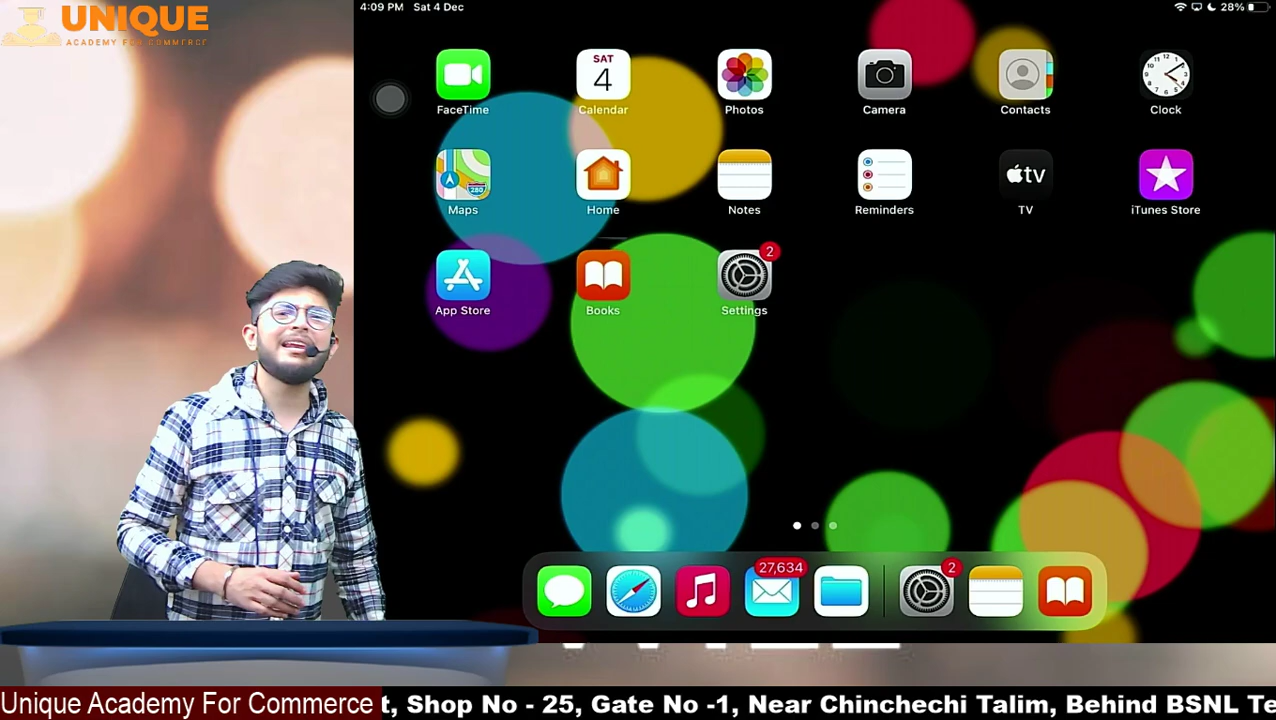 UNIQUE
ACADEMY FOR COMMERCE
4:09 PM Sat 4 Dec
28%
FaceTime
SAT
4
Calendar
Photos
Camera
Contacts
Clock
280
Maps
Home
Notes
Reminders
tv
TV
iTunes Store
App Store
Books
2
Settings
27,634
2
Unique Academy For Commerce
t, Shop No - 25, Gate No -1, Near Chinchechi Talim, Behind BSNL Te